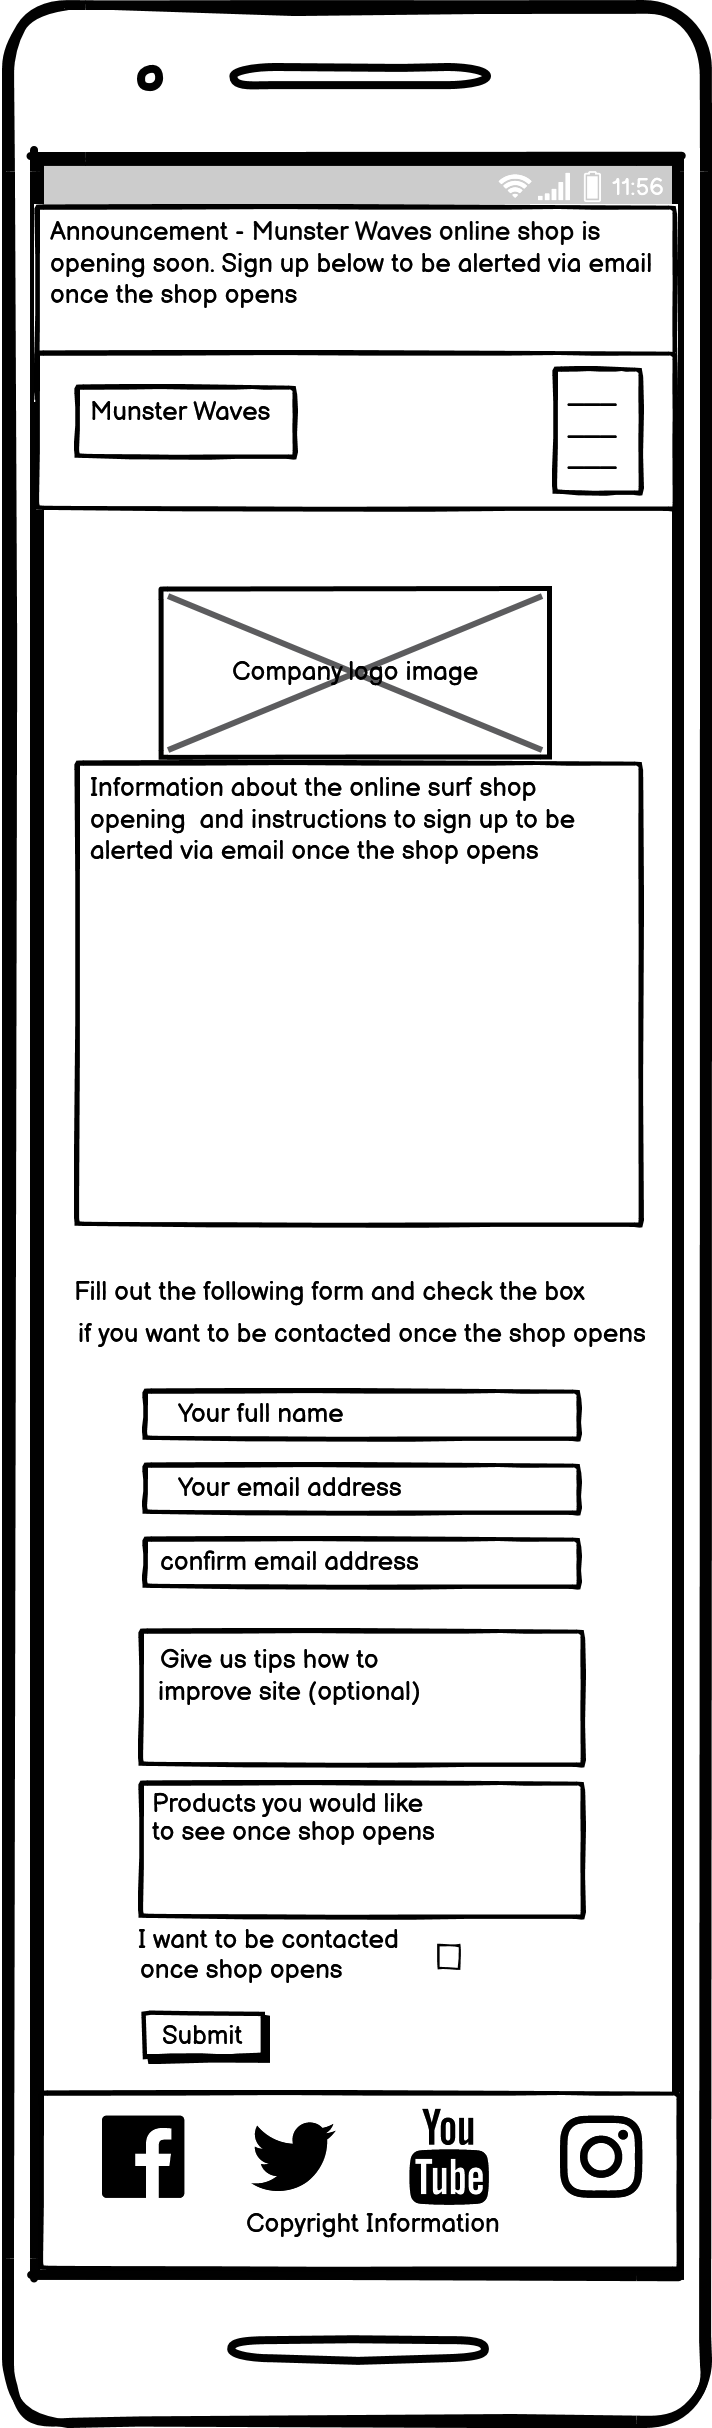 11:56
Announcement - Munster Waves online shop is
opening soon. Sign up below to be alerted via email
once the shop opens
Munster Waves
Company logo image
Information about the online surf shop
opening  and instructions to sign up to be
alerted via email once the shop opens
Fill out the following form and check the box
if you want to be contacted once the shop opens
Your full name
Your email address
confirm email address
Give us tips how to
improve site (optional)
Products you would like
to see once shop opens
I want to be contacted
once shop opens
Submit
You
Tube
Copyright Information